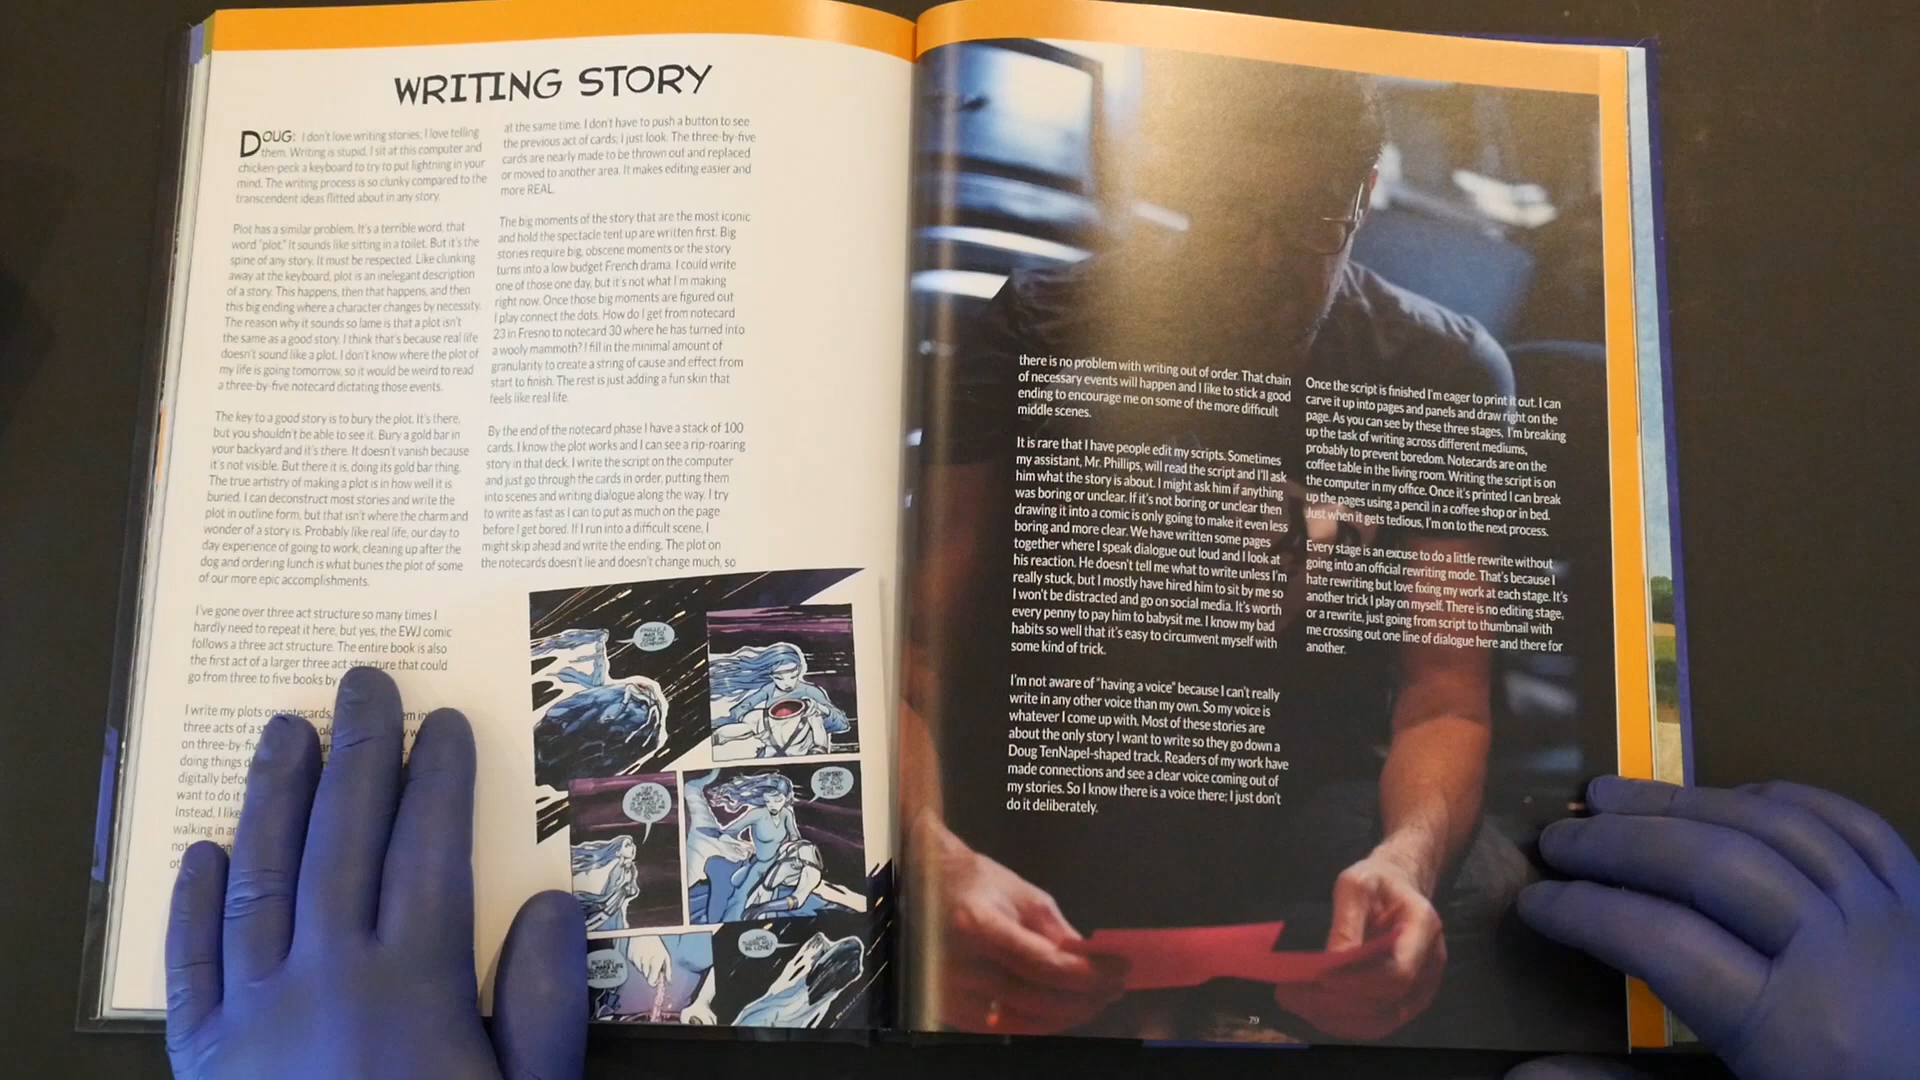 WRITING STORY
DOUG: I don't love writing stories; I love telling
them. Writing is stupid. I sit at this computer and
chicken-peck a keyboard to try to put lightning in your
mind. The writing process is so clunky compared to the
transcendent ideas flitted about in any story.
Plot has a similar problem. It's a terrible word, that
word "plot." It sounds like sitting in a toilet. But it's the
spine of any story. It must be respected. Like clunking
away at the keyboard, plot is an inelegant description
of a story. This happens, then that happens, and then
this big ending where a character changes by necessity.
The reason why it sounds so lame is that a plot isn't
the same as a good story. I think that's because real life
doesn't sound like a plot. I don't know where the plot of
my life is going tomorrow, so it would be weird to read
a three-by-five notecard dictating those events.
The key to a good story is to bury the plot. It's there,
but you shouldn't be able to see it. Bury a gold bar in
your backyard and it's there. It doesn't vanish because
it's not visible. But there it is, doing its gold bar thing.
The true artistry of making a plot is in how well it is
buried. I can deconstruct most stories and write the
plot in outline form, but that isn't where the charm and
wonder of a story is. Probably like real life, our day to
day experience of going to work, cleaning up after the
dog and ordering lunch is what buries the plot of some
of our more epic accomplishments.
I've gone over three act structure so many times I
hardly need to repeat it here, but yes, the EWJ comic
follows a three act structure. The entire book is also
the first act of a larger three act structure that could
go from three to five books by
I write my plots on notecards,
three acts of a
on three-by-fiv
doing things d
digitally befo
want to do it
Instead, I like
walking in
at the same time. I don't have to push a button to see
the previous act of cards; I just look. The three-by-five
cards are nearly made to be thrown out and replaced
or moved to another area. It makes editing easier and
more REAL.
The big moments of the story that are the most iconic
and hold the spectacle tent up are written first. Big
stories require big, obscene moments or the story
turns into a low budget French drama. I could write
one of those one day, but it's not what I'm making
right now. Once those big moments are figured out
I play connect the dots. How do I get from notecard
23 in Fresno to notecard 30 where he has turned into
a wooly mammoth? I fill in the minimal amount of
granularity to create a string of cause and effect from
start to finish. The rest is just adding a fun skin that
feels like real life.
By the end of the notecard phase I have a stack of 100
cards. I know the plot works and I can see a rip-roaring
story in that deck. I write the script on the computer
and just go through the cards in order, putting them
into scenes and writing dialogue along the way. I try
to write as fast as I can to put as much on the page
before I get bored. If I run into a difficult scene, I
might skip ahead and write the ending. The plot on
the notecards doesn't lie and doesn't change much, so
AND
THERE WILL
BE LOVE!
there is no problem with writing out of order. That chain
of necessary events will happen and I like to stick a good
ending to encourage me on some of the more difficult
middle scenes.
It is rare that I have people edit my scripts. Sometimes
my assistant, Mr. Phillips, will read the script and I'll ask
him what the story is about. I might ask him if anything
was boring or unclear. If it's not boring or unclear then
drawing it into a comic is only going to make it even less
boring and more clear. We have written some pages
together where I speak dialogue out loud and I look at
his reaction. He doesn't tell me what to write unless I'm
really stuck, but I mostly have hired him to sit by me so
I won't be distracted and go on social media. It's worth
every penny to pay him to babysit me. I know my bad
habits so well that it's easy to circumvent myself with
some kind of trick.
I'm not aware of "having a voice" because I can't really
write in any other voice than my own. So my voice is
whatever I come up with. Most of these stories are
about the only story I want to write so they go down a
Doug TenNapel-shaped track. Readers of my work have
made connections and see a clear voice coming out of
my stories. So I know there is a voice there; I just don't
do it deliberately.
Once the script is finished I'm eager to print it out. I can
carve it up into pages and panels and draw right on the
page. As you can see by these three stages, I'm breaking
up the task of writing across different mediums,
probably to prevent boredom. Notecards are on the
coffee table in the living room. Writing the script is on
the computer in my office. Once it's printed I can break
up the pages using a pencil in a coffee shop or in bed.
Just when it gets tedious, I'm on to the next process.
Every stage is an excuse to do a little rewrite without
going into an official rewriting mode. That's because I
hate rewriting but love fixing my work at each stage. It's
another trick I play on myself. There is no editing stage,
or a rewrite, just going from script to thumbnail with
me crossing out one line of dialogue here and there for
another.
79